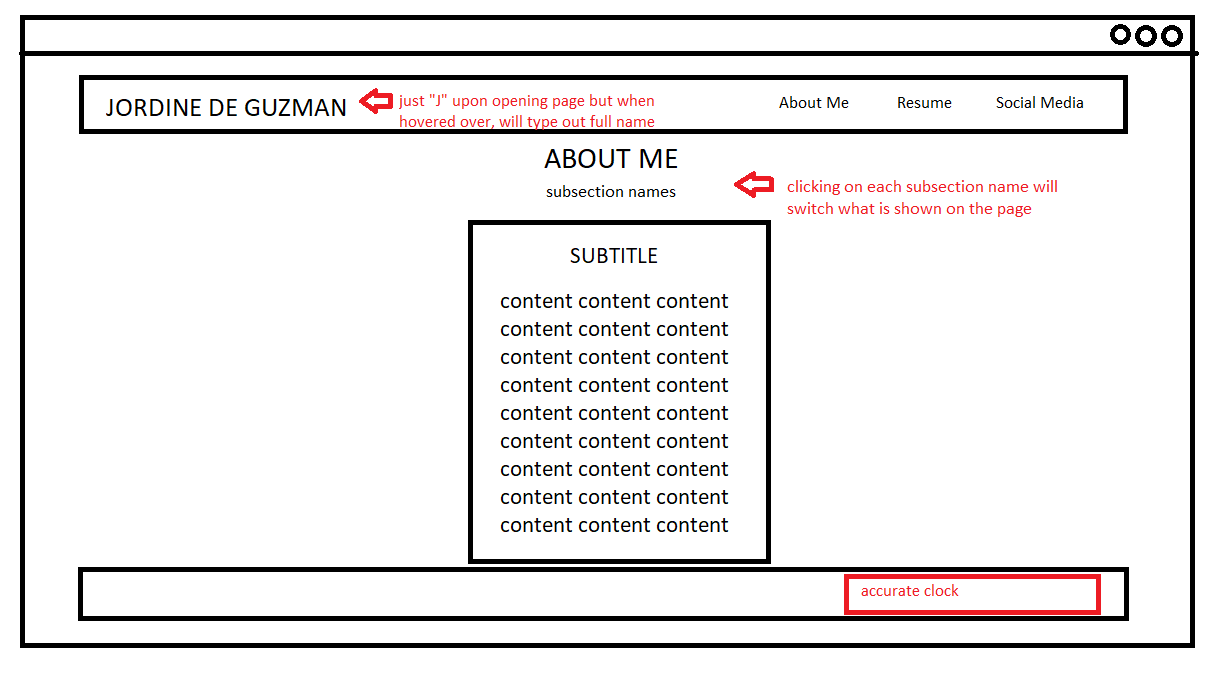 JORDINE DE GUZMAN
just "J" upon opening page but when
hovered over, will type out full name
About Me
Resume
Social Media
ABOUT ME
subsection names
clicking on each subsection name will
switch what is shown on the page
SUBTITLE
content content content
content content content
content content content
content content content
content content content
content content content
content content content
content content content
content content content
accurate clock